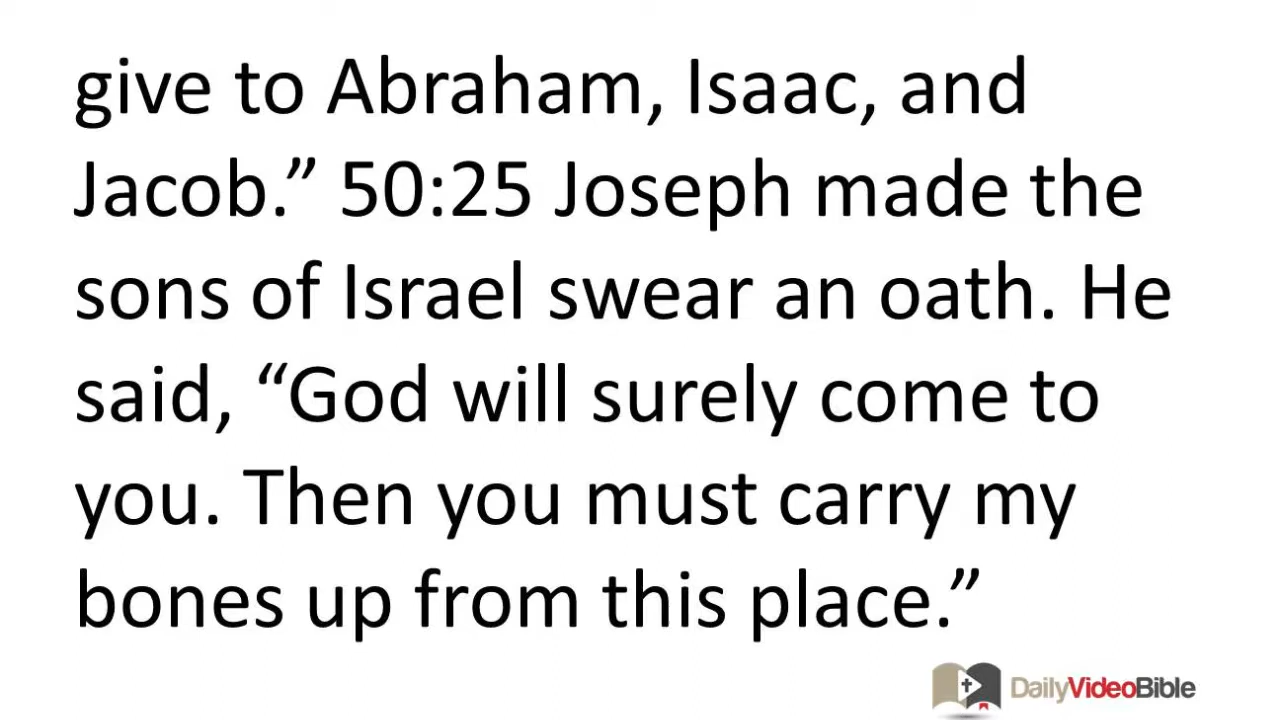 give to Abraham, Isaac, and
Jacob.” 50:25 Joseph made the
sons of Israel swear an oath. He
said, “God will surely come to
you. Then you must carry my
bones up from this place.”
DailyVideoBible